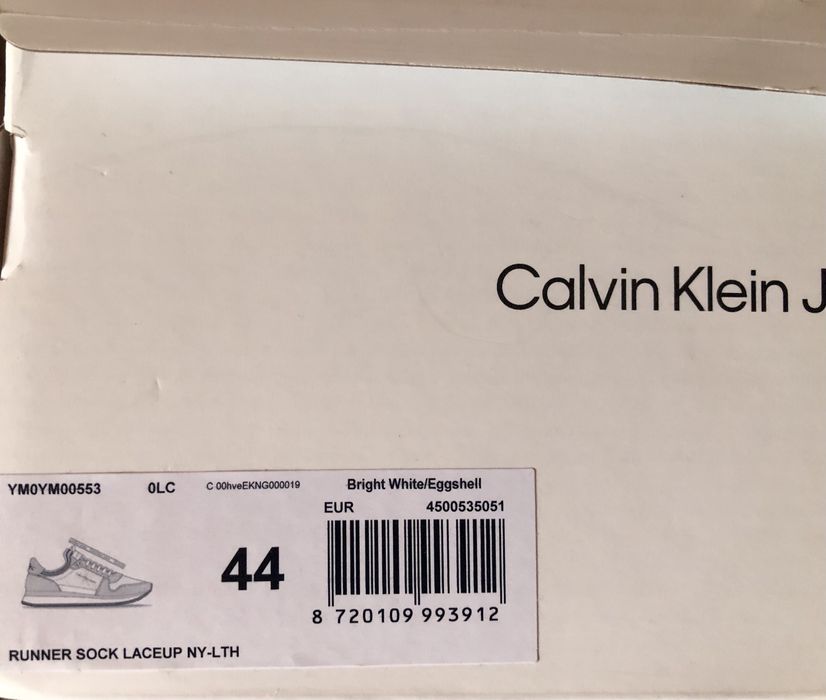 Calvin Klein J
YM0YM00553 0LC C 00hveEKNG000019 Bright White/Eggshell
EUR 4500535051
44
8 720109 993912
RUNNER SOCK LACEUP NY-LTH